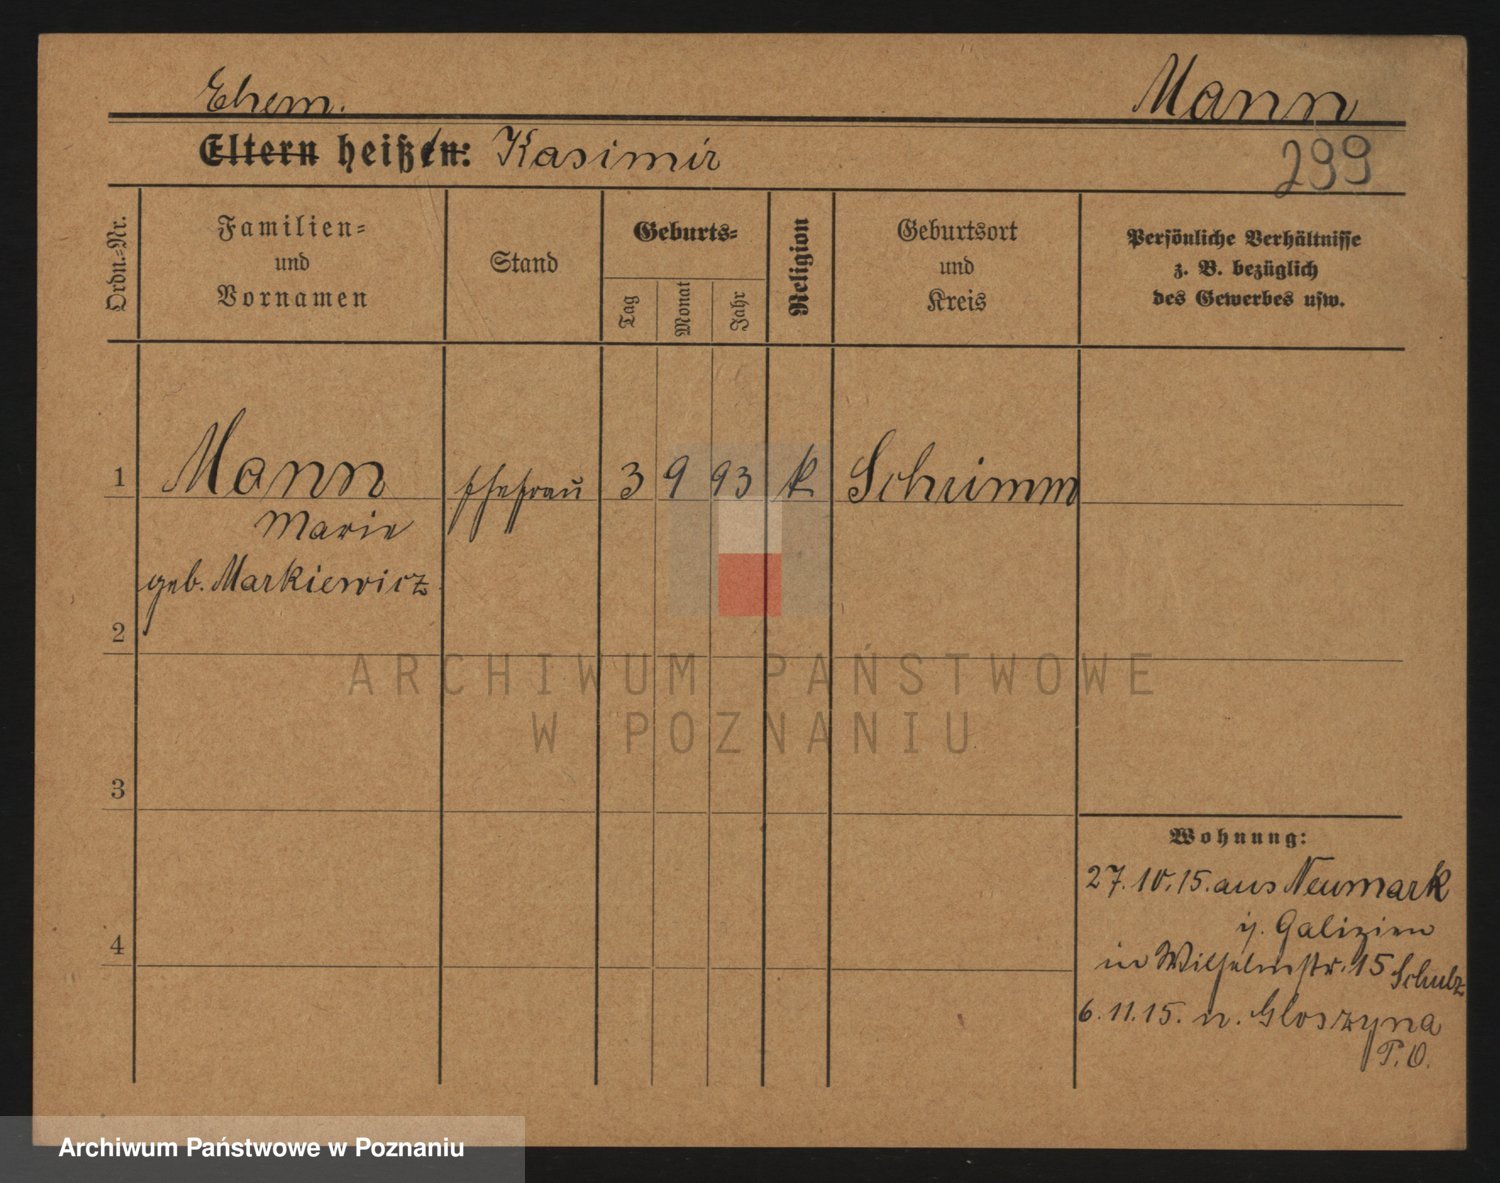 Ehem.
Mann
Eltern heißen: Kasimir
299
Ordn.=Nr.
Familien=
und
Vornamen
Stand
Geburts=
Tag
Monat
Jahr
Religion
Geburtsort
und
Kreis
Persönliche Verhältnisse
z. B. bezüglich
des Gewerbes usw.
1 Mann Ehefrau 3 9 93 k Schrimm
Marie
geb. Markiewicz
2
3
4
Wohnung:
27.10.15. aus Neumark
i. Galizien
in Wilhelmstr. 15 Schulz
6.11.15. n. Gloszyna
P.O.
ARCHIWUM PAŃSTWOWE
W POZNANIU
Archiwum Państwowe w Poznaniu